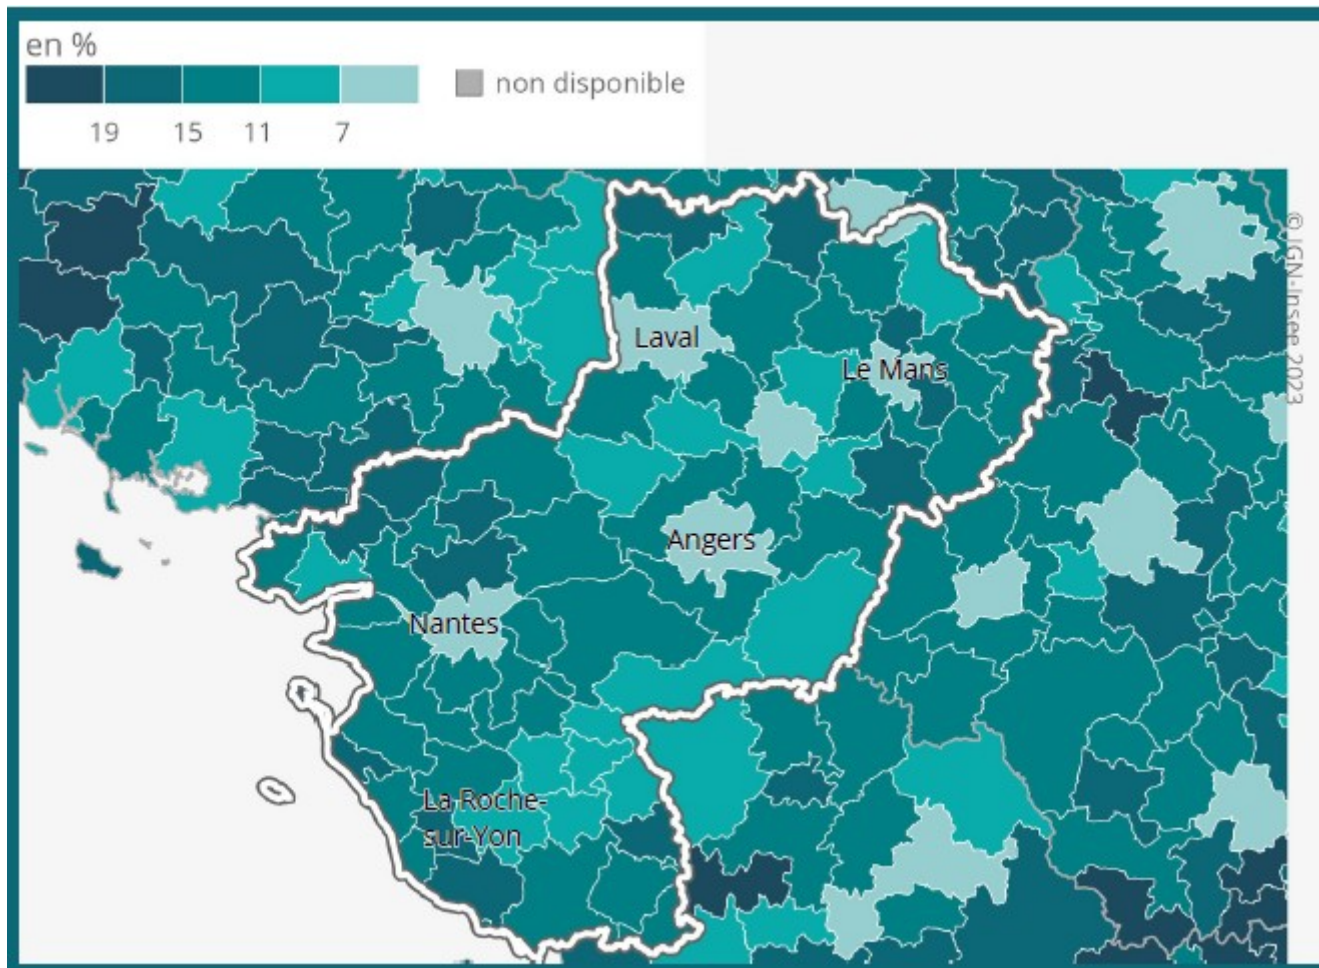 en %
19 15 11 7
non disponible
© IGN-Insee 2023
Laval
Le Mans
Angers
Nantes
La Roche-
sur-Yon